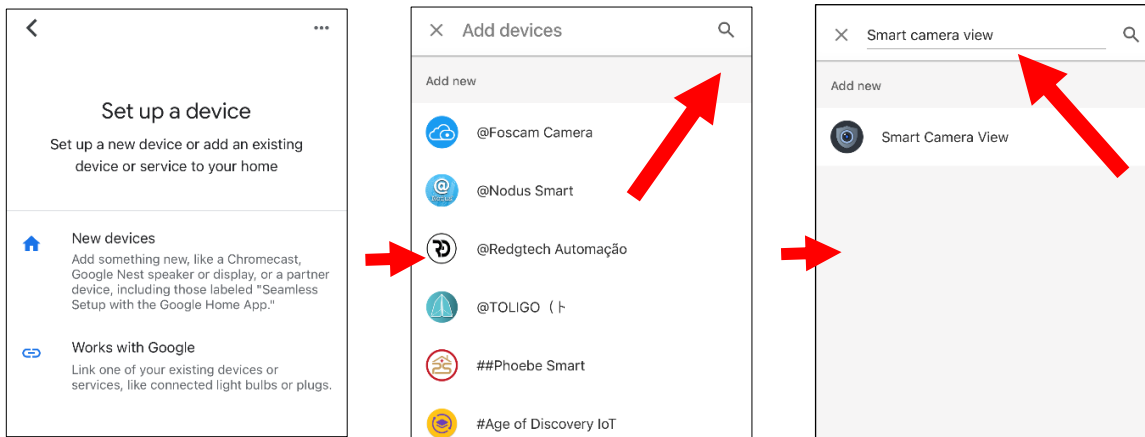 Set up a device
Set up a new device or add an existing
device or service to your home
New devices
Add something new, like a Chromecast,
Google Nest speaker or display, or a partner
device, including those labeled "Seamless
Setup with the Google Home App."
Works with Google
Link one of your existing devices or
services, like connected light bulbs or plugs.
Add devices
Add new
@Foscam Camera
@Nodus Smart
@Redgtech Automação
@TOLIGO（ト
##Phoebe Smart
#Age of Discovery IoT
Smart camera view
Add new
Smart Camera View